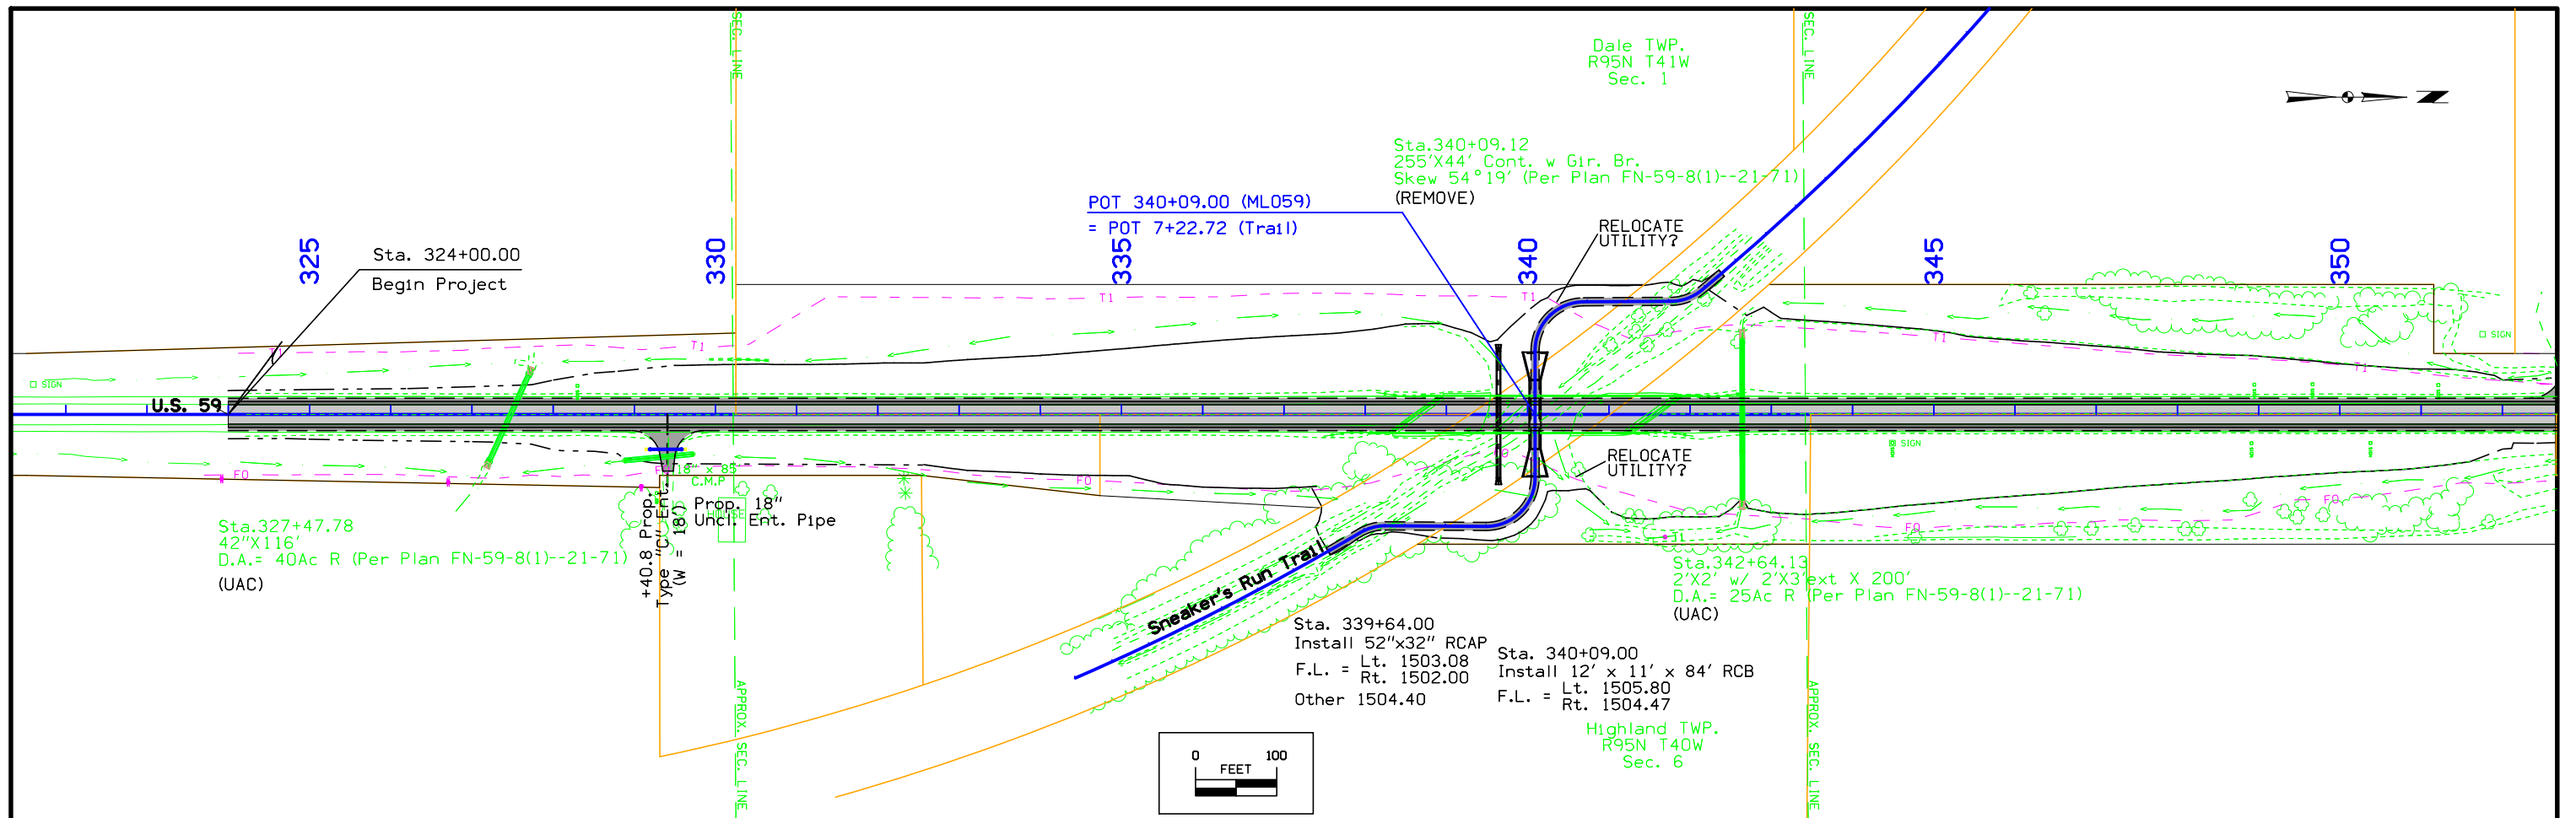 SEC. LINE
SEC. LINE
Dale TWP.
R95N T41W
Sec. 1
Sta.340+09.12
255'X44' Cont. w Gir. Br.
Skew 54°19' (Per Plan FN-59-8(1)--21-71)
(REMOVE)
POT 340+09.00 (ML059)
= POT 7+22.72 (Trail)
RELOCATE
UTILITY?
Sta. 324+00.00
Begin Project
325
330
335
340
345
350
T1
T1
T1
T1
T1
T1
SIGN
SIGN
U.S. 59
SIGN
RELOCATE
UTILITY?
FO
FO
FO
FO
FO
18" x 85'
C.M.P
Prop. 18"
Uncl. Ent. Pipe
HOUSE
+40.8 Prop.
Type "C" Ent.
(W = 18')
Sta.327+47.78
42"X116'
D.A.= 40Ac R (Per Plan FN-59-8(1)--21-71)
(UAC)
Sneaker's Run Trail
Sta.342+64.13
2'X2' w/ 2'X3'ext X 200'
D.A.= 25Ac R (Per Plan FN-59-8(1)--21-71)
(UAC)
Sta. 339+64.00
Install 52"x32" RCAP
F.L. = Lt. 1503.08
Rt. 1502.00
Other 1504.40
Sta. 340+09.00
Install 12' x 11' x 84' RCB
F.L. = Lt. 1505.80
Rt. 1504.47
Highland TWP.
R95N T40W
Sec. 6
APPROX. SEC. LINE
APPROX. SEC. LINE
0 100
FEET